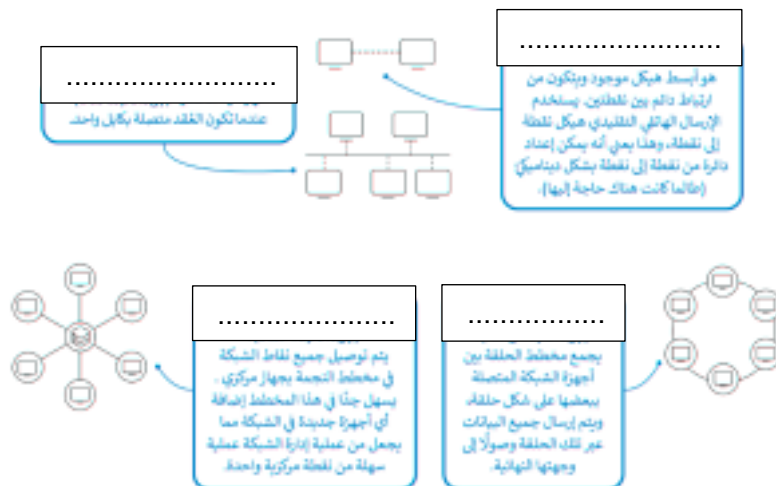 ........................
هو أبسط هيكل موجود ويتكون من
ارتباط دائم بين نقطتين. يستخدم
الإرسال الهاتفي التقليدي هيكل نقطة
إلى نقطة، وهذا يعني أنه يمكن إعداد
دائرة من نقطة إلى نقطة بشكل ديناميكي
(طالما كانت هناك حاجة إليها).
........................
عندما تكون العُقد متصلة بكابل واحد.
..................
يجمع مخطط الحلقة بين
أجهزة الشبكة المتصلة
ببعضها على شكل حلقة،
ويتم إرسال جميع البيانات
عبر تلك الحلقة وصولًا إلى
وجهتها النهائية.
.....................
يتم توصيل جميع نقاط الشبكة
في مخطط النجمة بجهاز مركزي.
يسهل جدًا في هذا المخطط إضافة
أي أجهزة جديدة في الشبكة مما
يجعل من عملية إدارة الشبكة عملية
سهلة من نقطة مركزية واحدة.